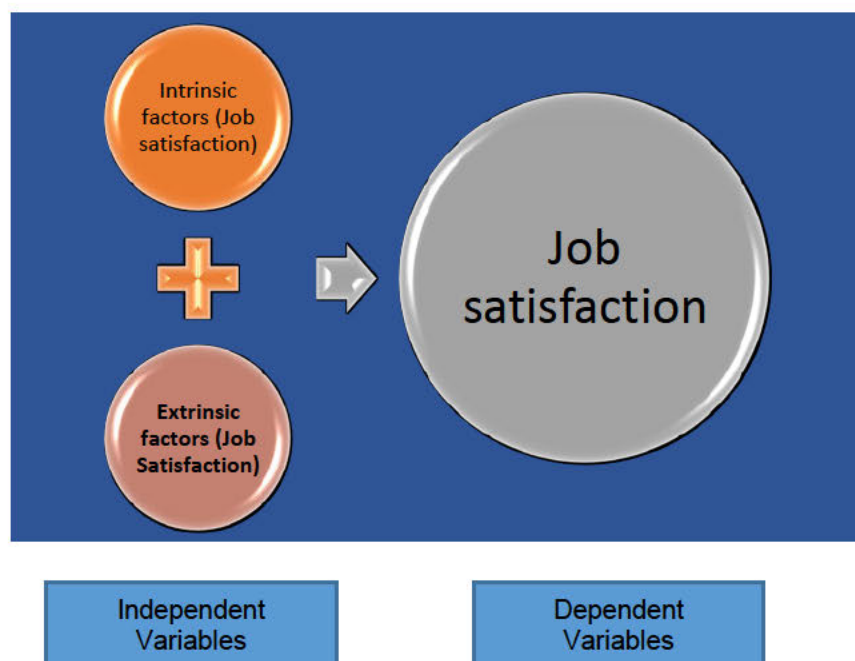 Intrinsic
factors (Job
satisfaction)
Job
satisfaction
Extrinsic
factors (Job
Satisfaction)
Independent
Variables
Dependent
Variables